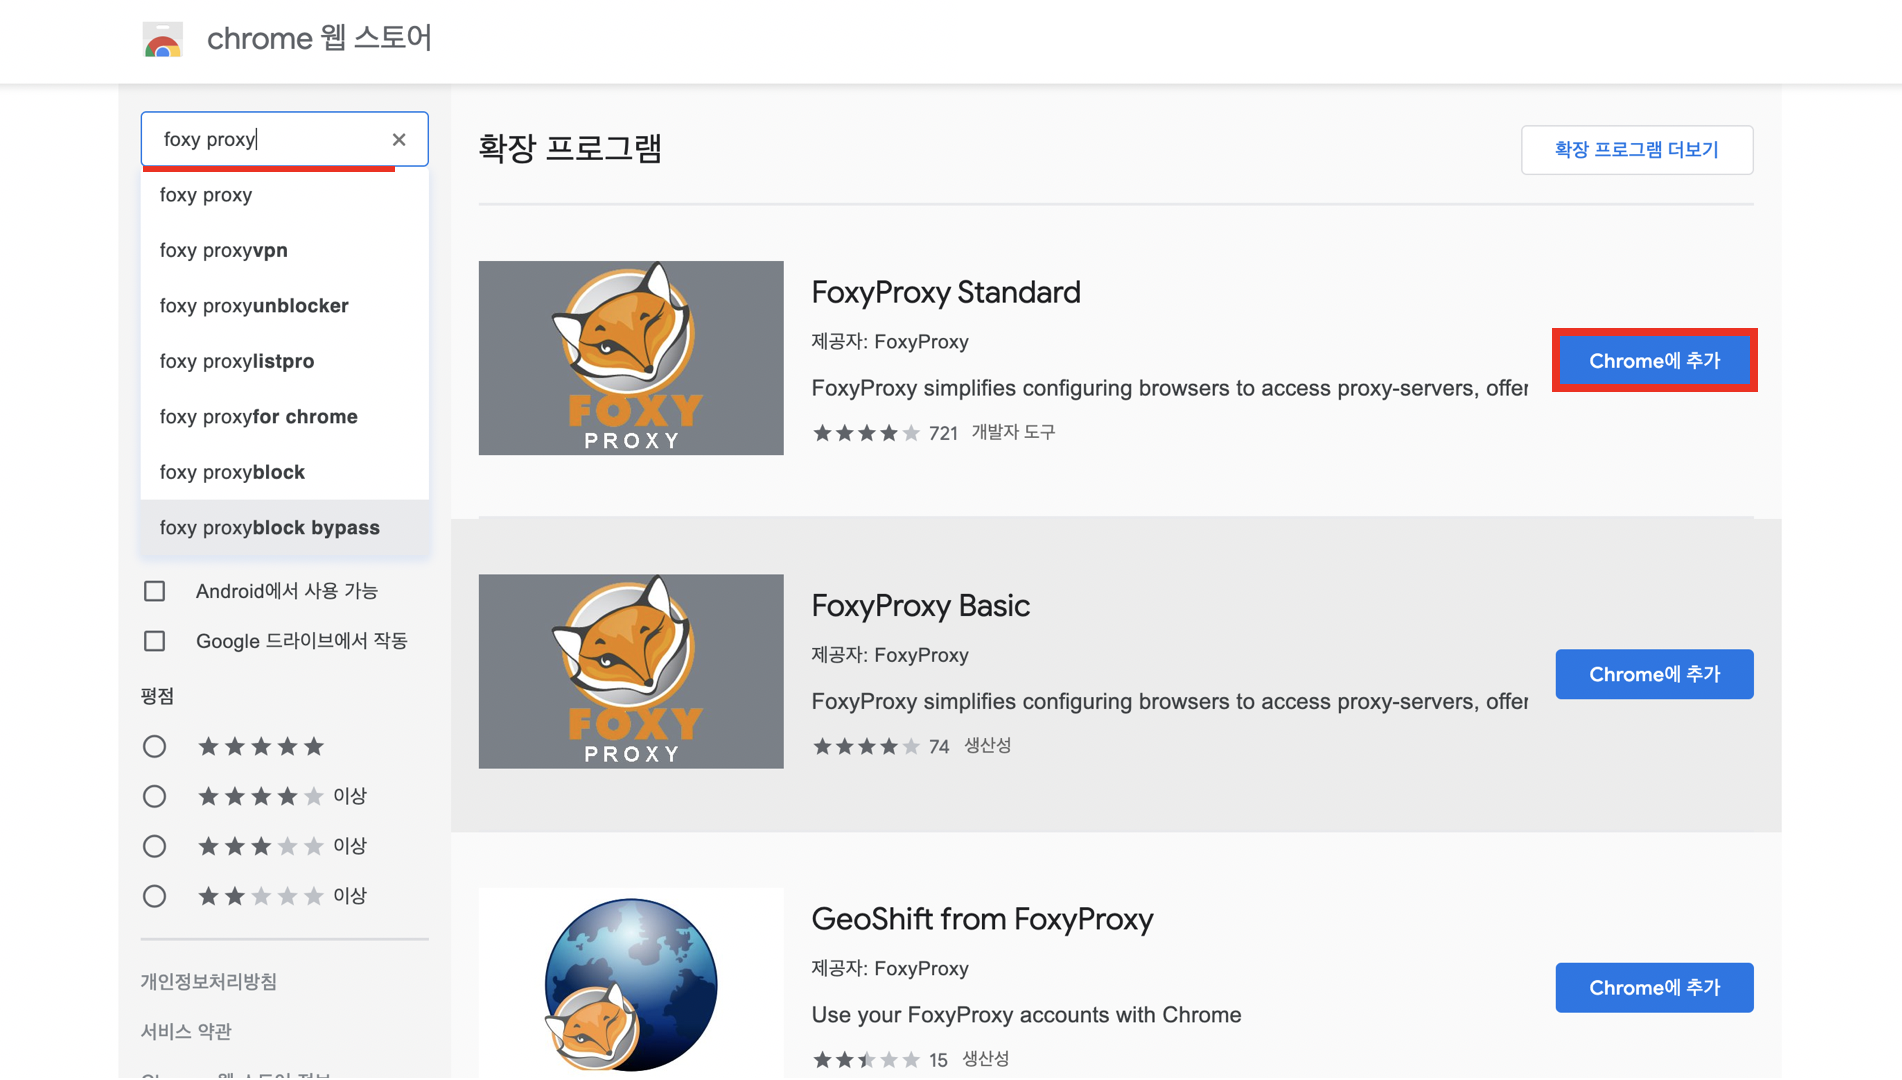 chrome 웹 스토어
foxy proxy
foxy proxy
foxy proxyvpn
foxy proxyunblocker
foxy proxylistpro
foxy proxyfor chrome
foxy proxyblock
foxy proxyblock bypass
Android에서 사용 가능
Google 드라이브에서 작동
평점
이상
이상
이상
개인정보처리방침
서비스 약관
확장 프로그램
확장 프로그램 더보기
FOXY
PROXY
FoxyProxy Standard
제공자: FoxyProxy
FoxyProxy simplifies configuring browsers to access proxy-servers, offer
721 개발자 도구
Chrome에 추가
FOXY
PROXY
FoxyProxy Basic
제공자: FoxyProxy
FoxyProxy simplifies configuring browsers to access proxy-servers, offer
74 생산성
Chrome에 추가
GeoShift from FoxyProxy
제공자: FoxyProxy
Use your FoxyProxy accounts with Chrome
15 생산성
Chrome에 추가